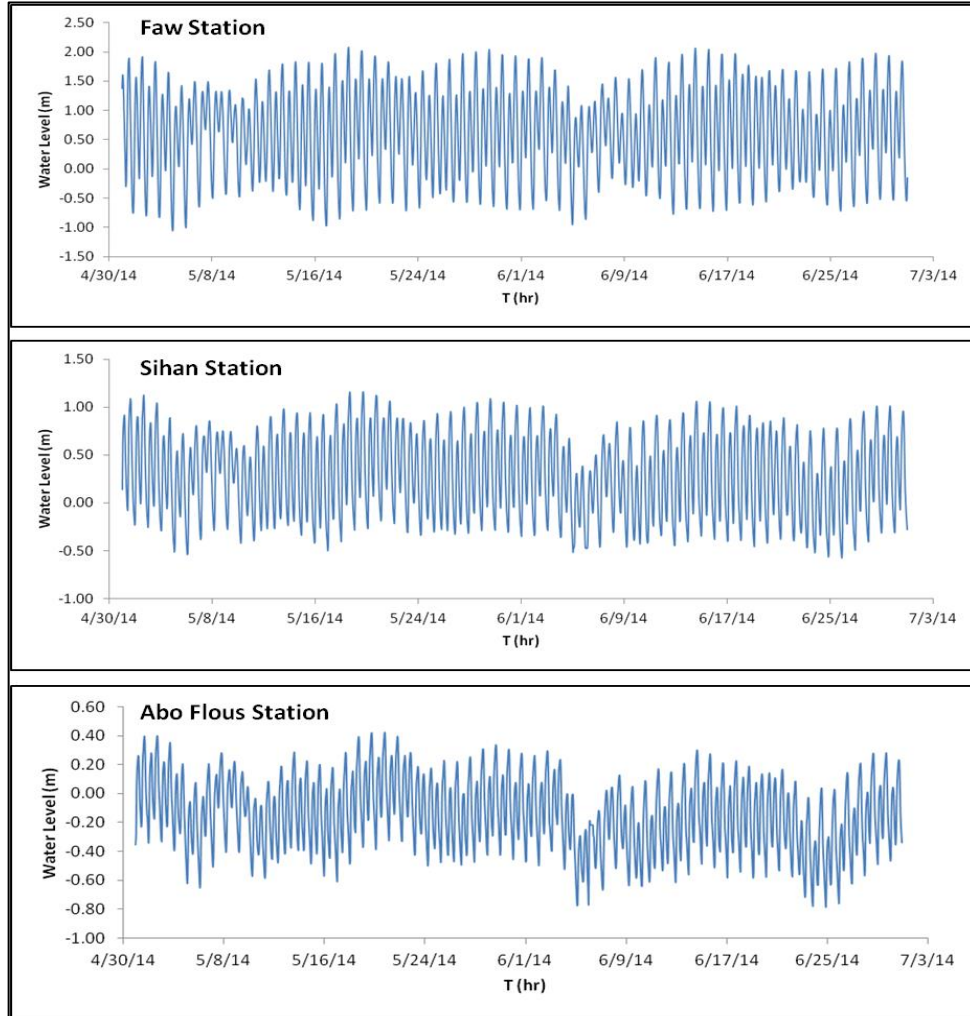 Faw Station
Water Level (m)
2.50
2.00
1.50
1.00
0.50
0.00
-0.50
-1.00
-1.50
4/30/14 5/8/14 5/16/14 5/24/14 6/1/14 6/9/14 6/17/14 6/25/14 7/3/14
T (hr)
Sihan Station
Water Level (m)
1.50
1.00
0.50
0.00
-0.50
-1.00
4/30/14 5/8/14 5/16/14 5/24/14 6/1/14 6/9/14 6/17/14 6/25/14 7/3/14
T (hr)
Abo Flous Station
Water Level (m)
0.60
0.40
0.20
0.00
-0.20
-0.40
-0.60
-0.80
-1.00
4/30/14 5/8/14 5/16/14 5/24/14 6/1/14 6/9/14 6/17/14 6/25/14 7/3/14
T (hr)